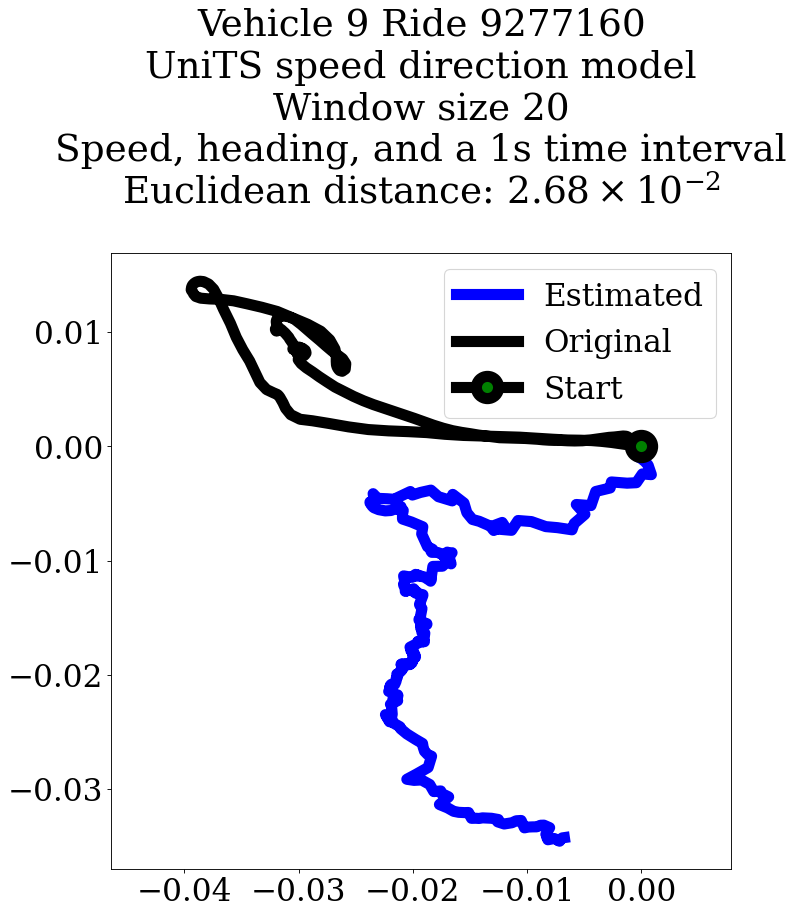 Vehicle 9 Ride 9277160
UniTS speed direction model
Window size 20
Speed, heading, and a 1s time interval
Euclidean distance: 2.68 × 10⁻²
Estimated
Original
Start
0.01
0.00
−0.01
−0.02
−0.03
−0.04 −0.03 −0.02 −0.01 0.00